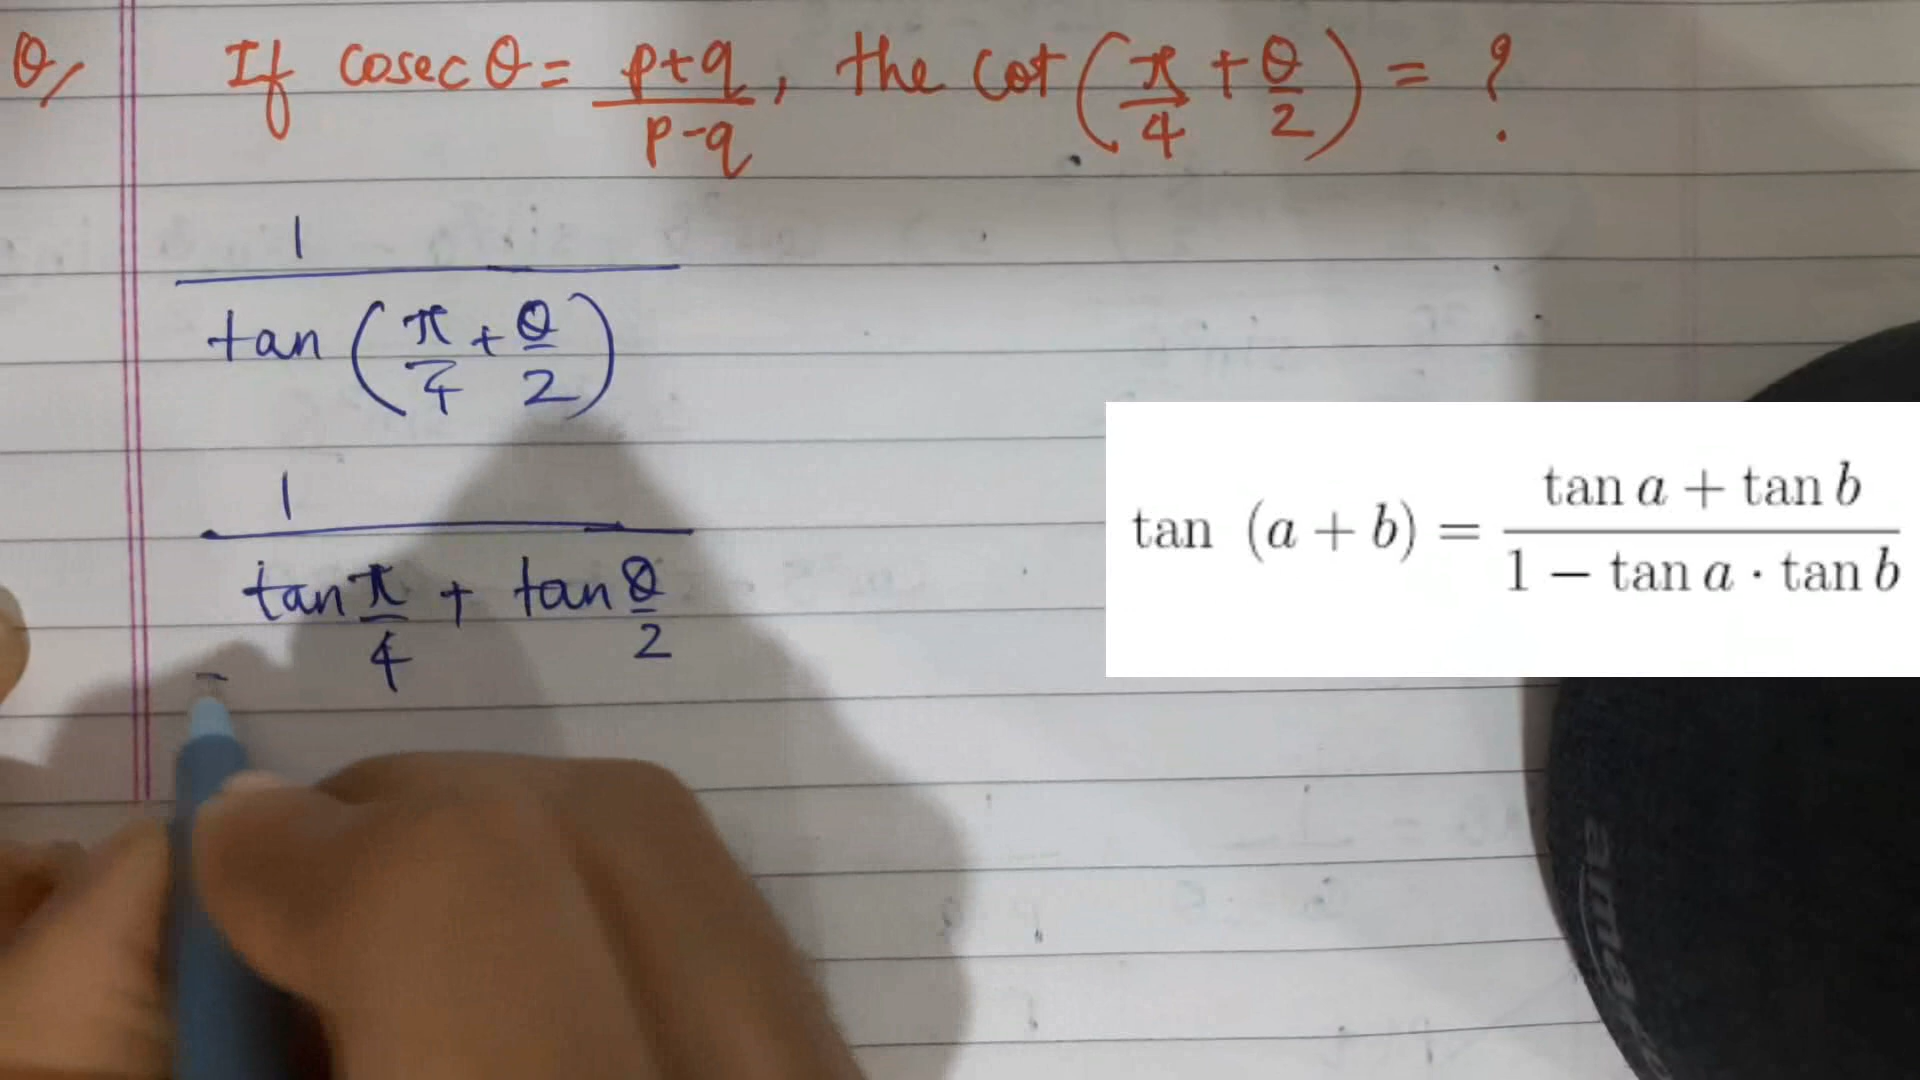 Q/ If cosec θ = p+q / p-q , the cot ( π/4 + θ/2 ) = ?
1
tan ( π/4 + θ/2 )
1
tan π/4 + tan θ/2
tan (a + b) = tan a + tan b / 1 − tan a · tan b